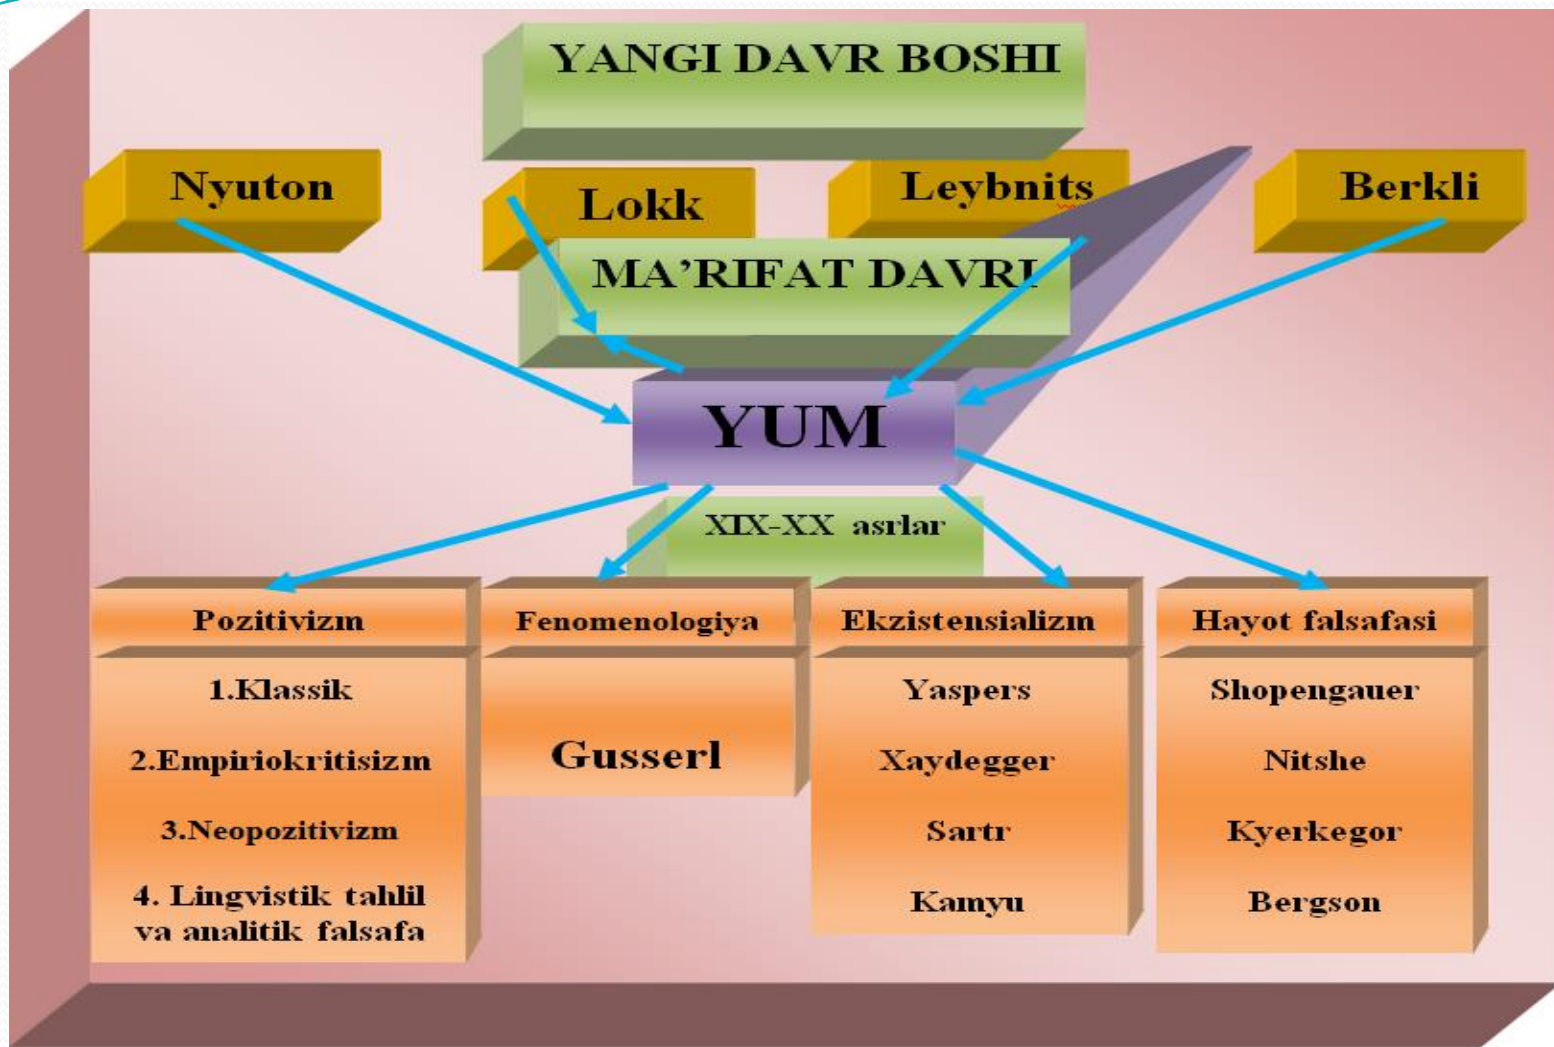 YANGI DAVR BOSHI
Nyuton
Lokk
Leybnits
Berkli
MA’RIFAT DAVRI
YUM
XIX-XX asrlar
Pozitivizm
1.Klassik
2.Empiriokritisizm
3.Neopozitivizm
4. Lingvistik tahlil
va analitik falsafa
Fenomenologiya
Gusserl
Ekzistensializm
Yaspers
Xaydegger
Sartr
Kamyu
Hayot falsafasi
Shopengauer
Nitshe
Kyerkegor
Bergson